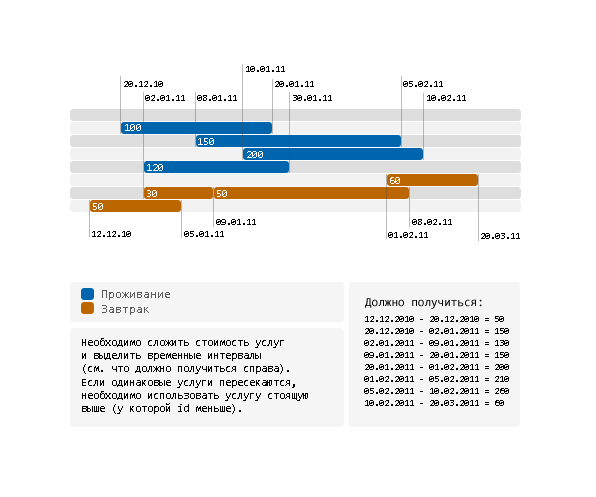 10.01.11
20.12.10
20.01.11
05.02.11
02.01.11
08.01.11
30.01.11
10.02.11
100
150
200
120
60
30
50
50
09.01.11
08.02.11
12.12.10
05.01.11
01.02.11
20.03.11
Проживание
Завтрак
Необходимо сложить стоимость услуг
и выделить временные интервалы
(см. что должно получиться справа).
Если одинаковые услуги пересекаются,
необходимо использовать услугу стоящую
выше (у которой id меньше).
Должно получиться:
12.12.2010 - 20.12.2010 = 50
20.12.2010 - 02.01.2011 = 150
02.01.2011 - 09.01.2011 = 130
09.01.2011 - 20.01.2011 = 150
20.01.2011 - 01.02.2011 = 200
01.02.2011 - 05.02.2011 = 210
05.02.2011 - 10.02.2011 = 260
10.02.2011 - 20.03.2011 = 60